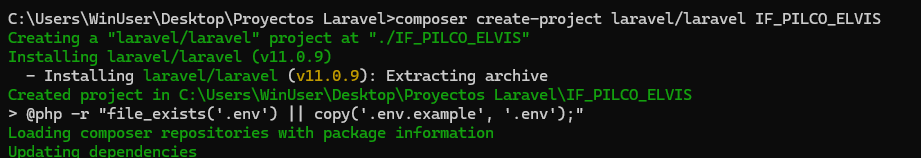 C:\Users\WinUser\Desktop\Proyectos Laravel>composer create-project laravel/laravel IF_PILCO_ELVIS
Creating a "laravel/laravel" project at "./IF_PILCO_ELVIS"
Installing laravel/laravel (v11.0.9)
  - Installing laravel/laravel (v11.0.9): Extracting archive
Created project in C:\Users\WinUser\Desktop\Proyectos Laravel\IF_PILCO_ELVIS
> @php -r "file_exists('.env') || copy('.env.example', '.env');"
Loading composer repositories with package information
Updating dependencies